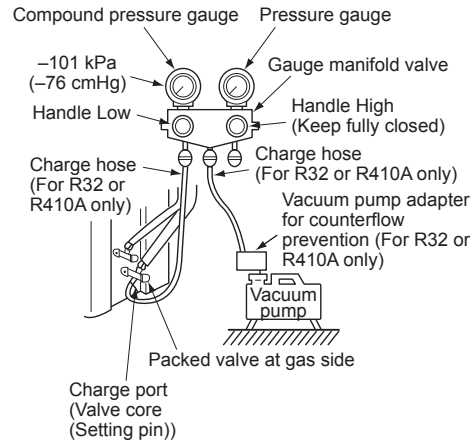 Compound pressure gauge
Pressure gauge
–101 kPa
(–76 cmHg)
Gauge manifold valve
Handle Low
Handle High
(Keep fully closed)
Charge hose
(For R32 or
R410A only)
Charge hose
(For R32 or R410A only)
Vacuum pump adapter
for counterflow
prevention (For R32 or
R410A only)
Vacuum
pump
Packed valve at gas side
Charge port
(Valve core
(Setting pin))